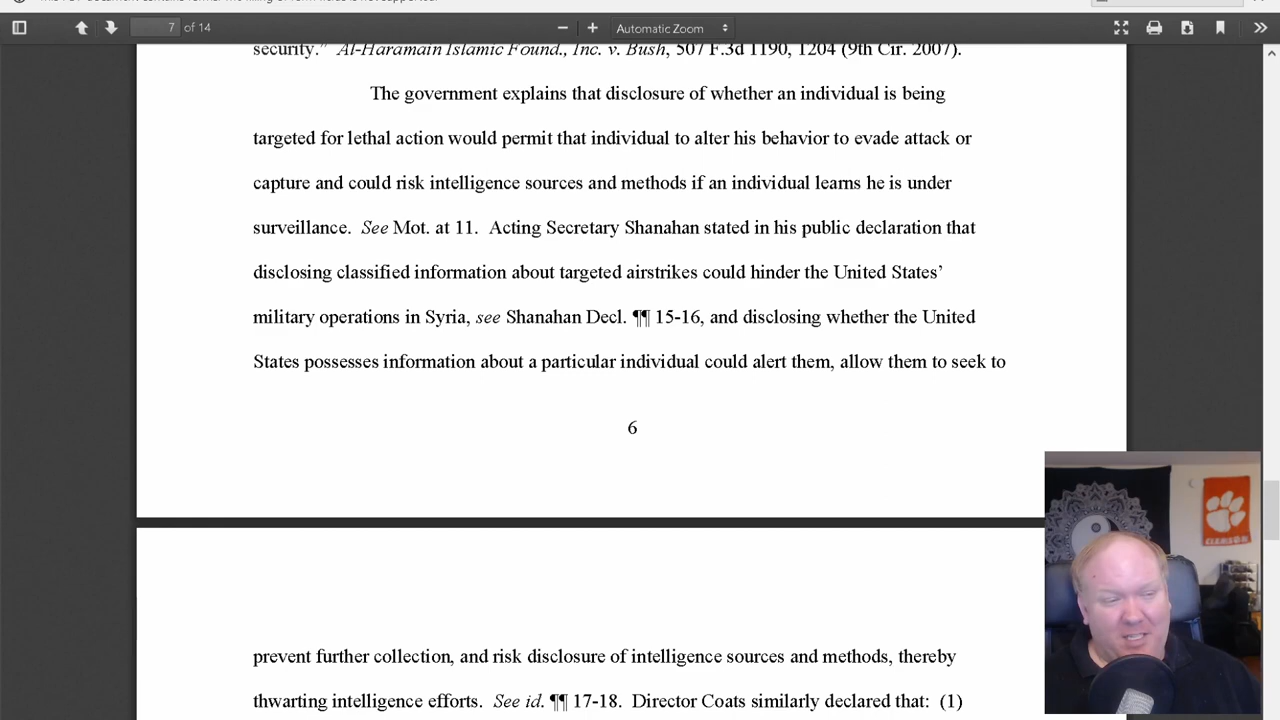 7 of 14
Automatic Zoom
security.” Al-Haramain Islamic Found., Inc. v. Bush, 507 F.3d 1190, 1204 (9th Cir. 2007).
The government explains that disclosure of whether an individual is being
targeted for lethal action would permit that individual to alter his behavior to evade attack or
capture and could risk intelligence sources and methods if an individual learns he is under
surveillance. See Mot. at 11. Acting Secretary Shanahan stated in his public declaration that
disclosing classified information about targeted airstrikes could hinder the United States’
military operations in Syria, see Shanahan Decl. ¶¶ 15-16, and disclosing whether the United
States possesses information about a particular individual could alert them, allow them to seek to
6
prevent further collection, and risk disclosure of intelligence sources and methods, thereby
thwarting intelligence efforts. See id. ¶¶ 17-18. Director Coats similarly declared that: (1)
CLEMSON